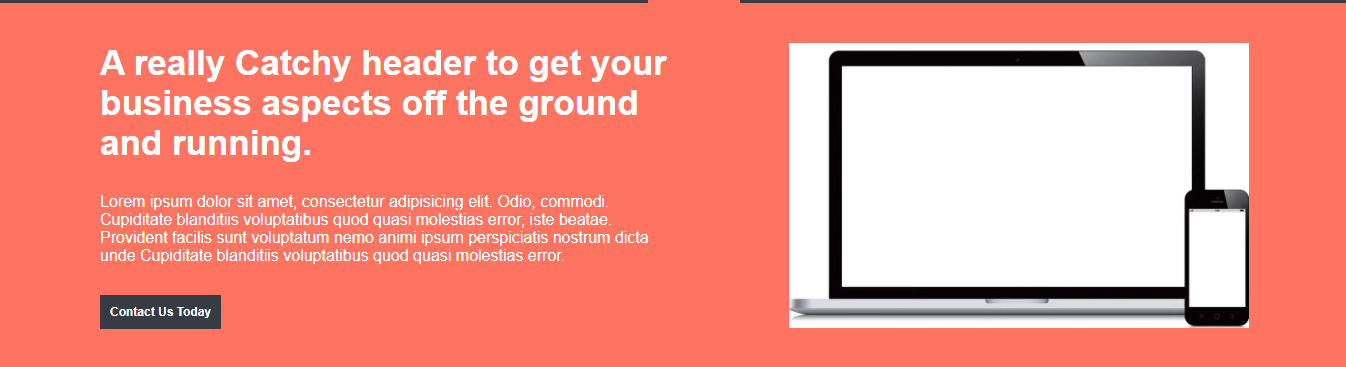 A really Catchy header to get your
business aspects off the ground
and running.
Lorem ipsum dolor sit amet, consectetur adipisicing elit. Odio, commodi.
Cupiditate blanditiis voluptatibus quod quasi molestias error, iste beatae.
Provident facilis sunt voluptatum nemo animi ipsum perspiciatis nostrum dicta
unde Cupiditate blanditiis voluptatibus quod quasi molestias error.
Contact Us Today